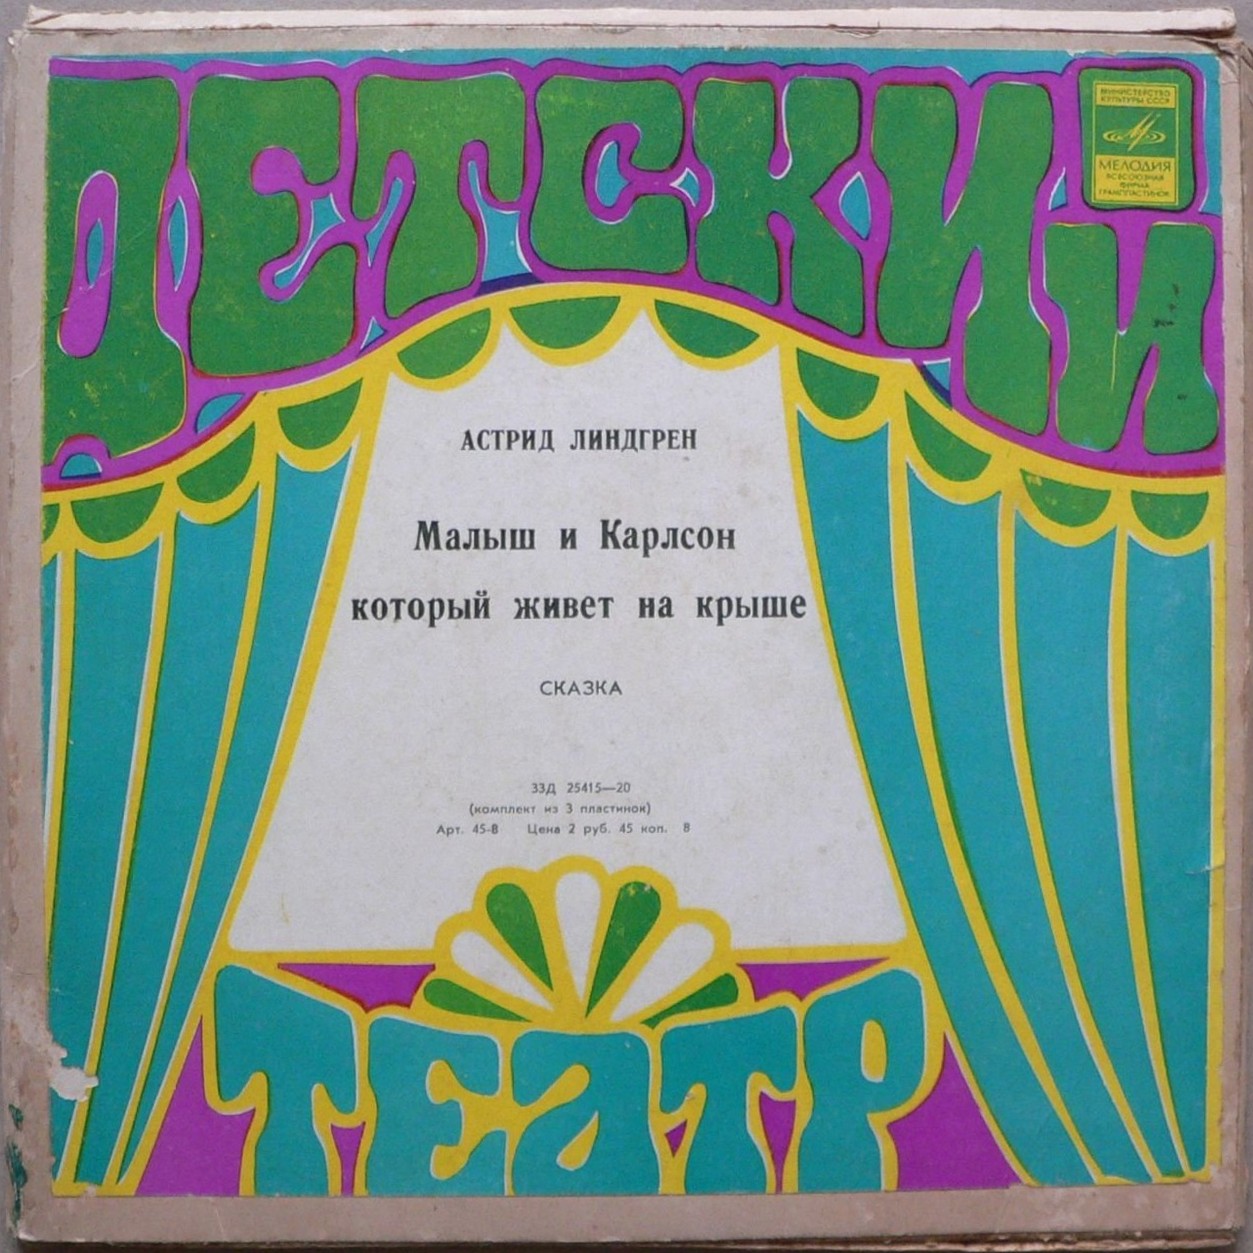 ДЕТСКИЙ
МИНИСТЕРСТВО
КУЛЬТУРЫ СССР
МЕЛОДИЯ
ВСЕСОЮЗНАЯ
ФИРМА
ГРАМПЛАСТИНОК
АСТРИД ЛИНДГРЕН
Малыш и Карлсон
который живет на крыше
СКАЗКА
33Д 25415—20
(комплект из 3 пластинок)
Арт. 45-8 Цена 2 руб. 45 коп. 8
ТЕАТР